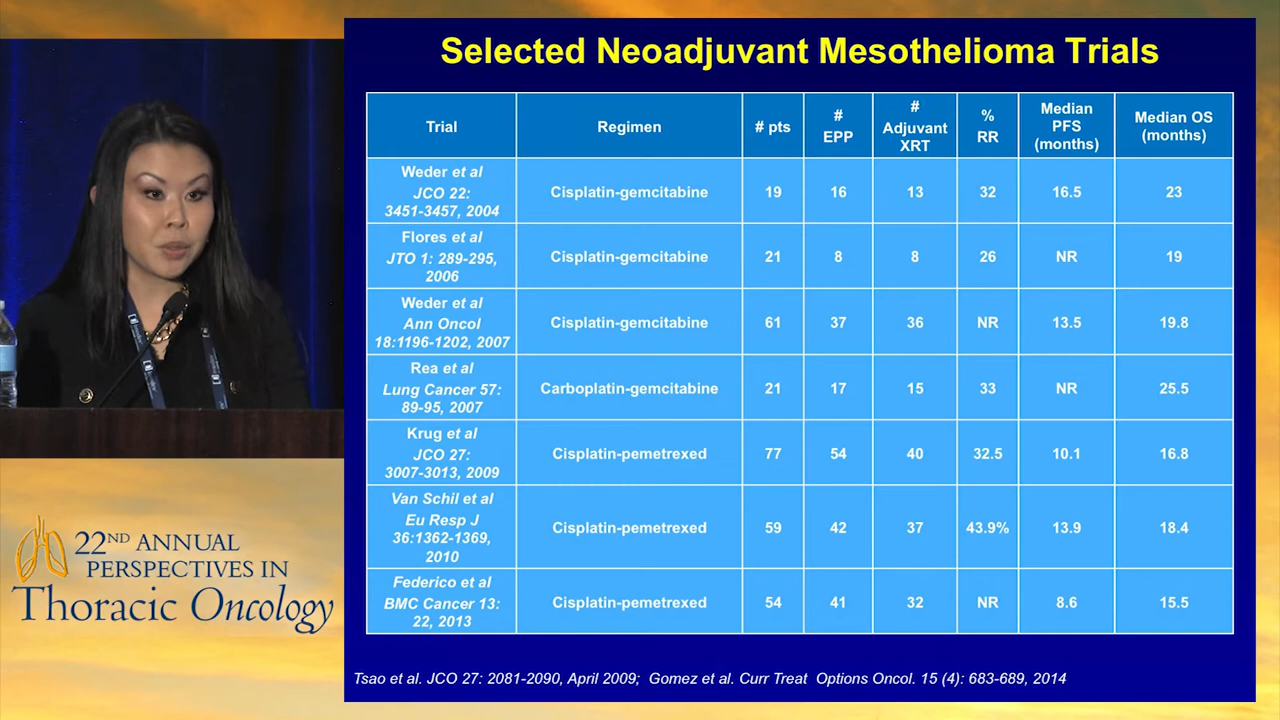 Selected Neoadjuvant Mesothelioma Trials
Trial
Regimen
# pts
#
EPP
#
Adjuvant
XRT
%
RR
Median
PFS
(months)
Median OS
(months)
Weder et al
JCO 22:
3451-3457, 2004
Cisplatin-gemcitabine
19
16
13
32
16.5
23
Flores et al
JTO 1: 289-295,
2006
Cisplatin-gemcitabine
21
8
8
26
NR
19
Weder et al
Ann Oncol
18:1196-1202, 2007
Cisplatin-gemcitabine
61
37
36
NR
13.5
19.8
Rea et al
Lung Cancer 57:
89-95, 2007
Carboplatin-gemcitabine
21
17
15
33
NR
25.5
Krug et al
JCO 27:
3007-3013, 2009
Cisplatin-pemetrexed
77
54
40
32.5
10.1
16.8
Van Schil et al
Eu Resp J
36:1362-1369,
2010
Cisplatin-pemetrexed
59
42
37
43.9%
13.9
18.4
Federico et al
BMC Cancer 13:
22, 2013
Cisplatin-pemetrexed
54
41
32
NR
8.6
15.5
Tsao et al. JCO 27: 2081-2090, April 2009; Gomez et al. Curr Treat Options Oncol. 15 (4): 683-689, 2014
22ND ANNUAL
PERSPECTIVES IN
Thoracic Oncology